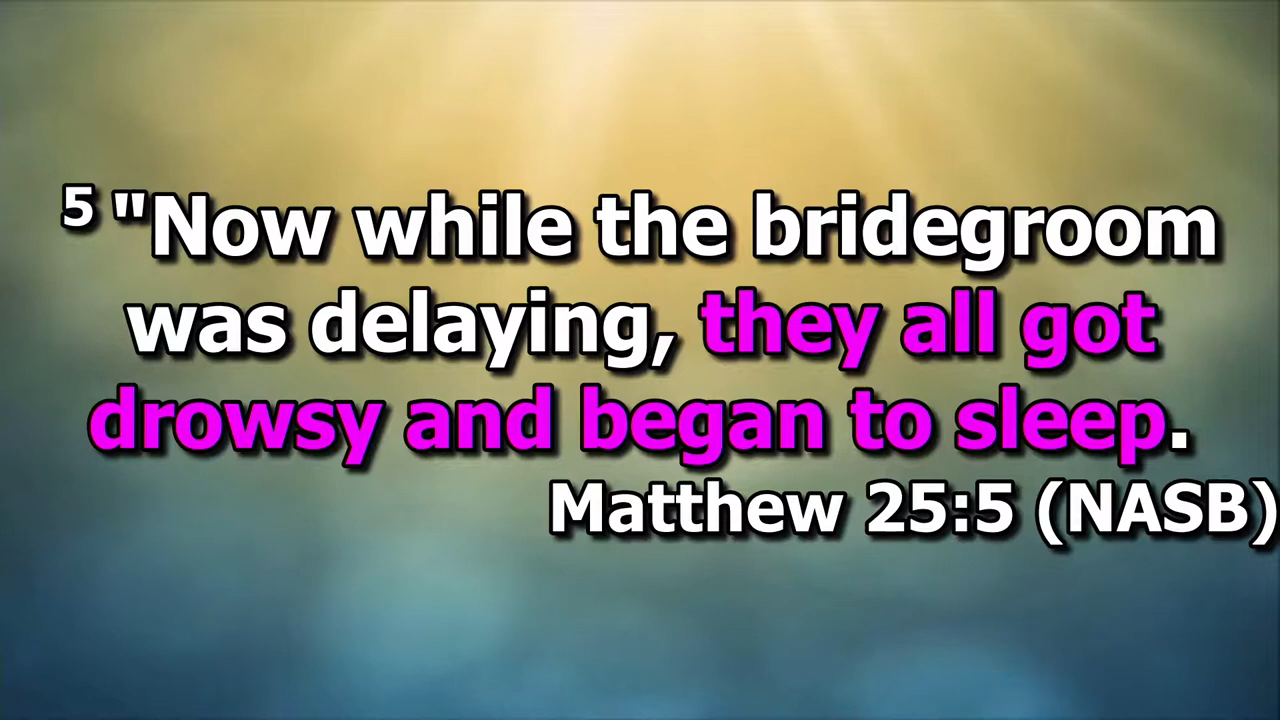 5 "Now while the bridegroom
was delaying, they all got
drowsy and began to sleep.
Matthew 25:5 (NASB)